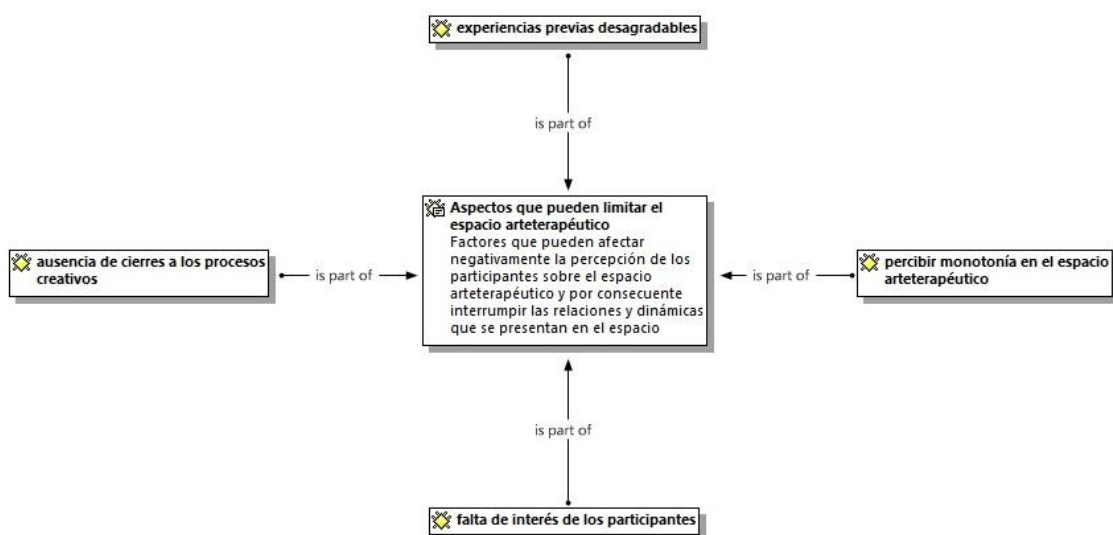 experiencias previas desagradables
is part of
Aspectos que pueden limitar el
espacio arteterapéutico
Factores que pueden afectar
negativamente la percepción de los
participantes sobre el espacio
arteterapéutico y por consecuente
interrumpir las relaciones y dinámicas
que se presentan en el espacio
ausencia de cierres a los procesos
creativos
is part of
is part of
percibir monotonía en el espacio
arteterapéutico
is part of
falta de interés de los participantes